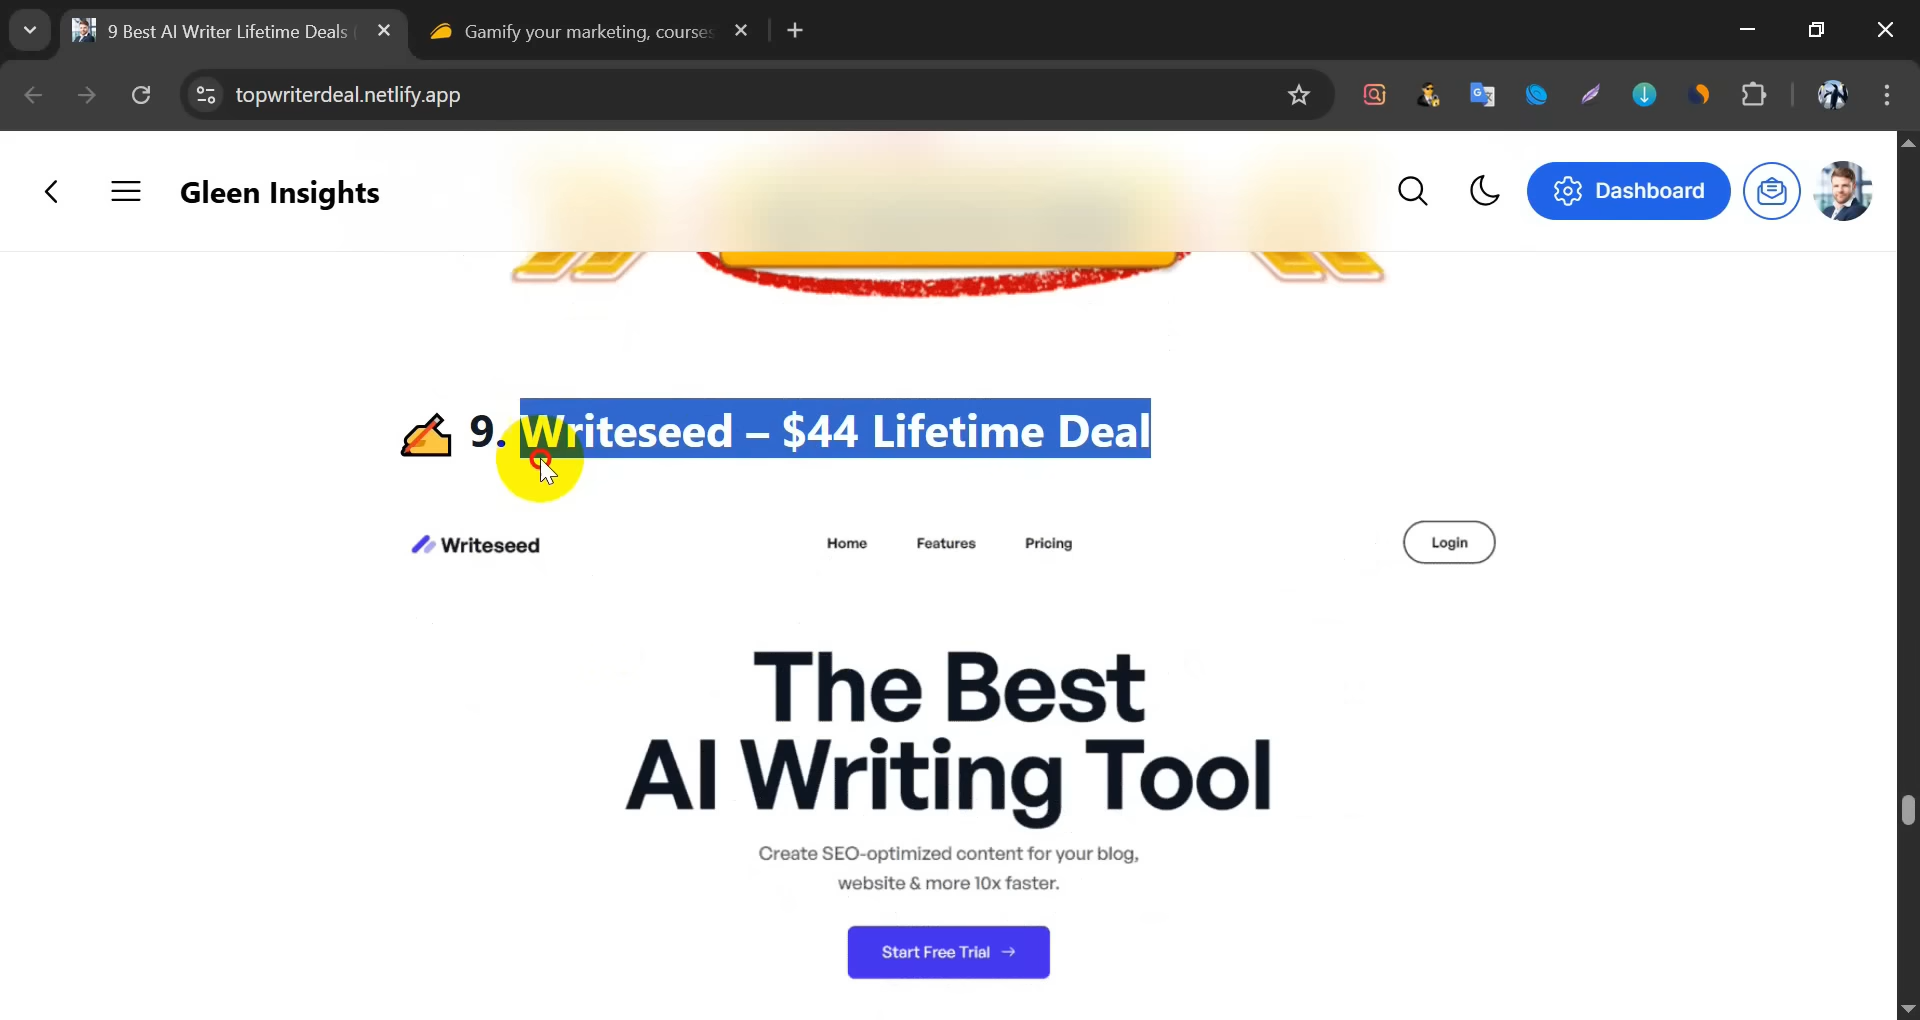 9 Best AI Writer Lifetime Deals
Gamify your marketing, courses
topwriterdeal.netlify.app
Gleen Insights
Dashboard
9. Writeseed – $44 Lifetime Deal
Writeseed
Home
Features
Pricing
Login
The Best
AI Writing Tool
Create SEO-optimized content for your blog,
website & more 10x faster.
Start Free Trial →